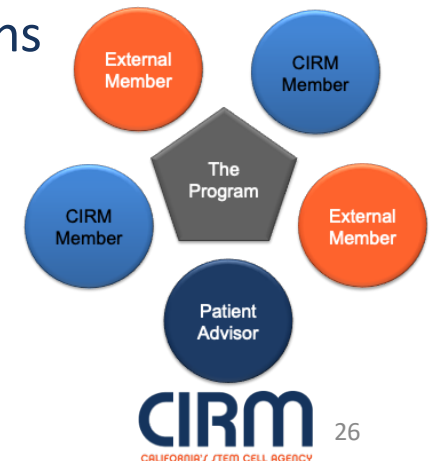 ns
External
Member
CIRM
Member
The
Program
CIRM
Member
External
Member
Patient
Advisor
CIRM
26
CALIFORNIA'S STEM CELL AGENCY